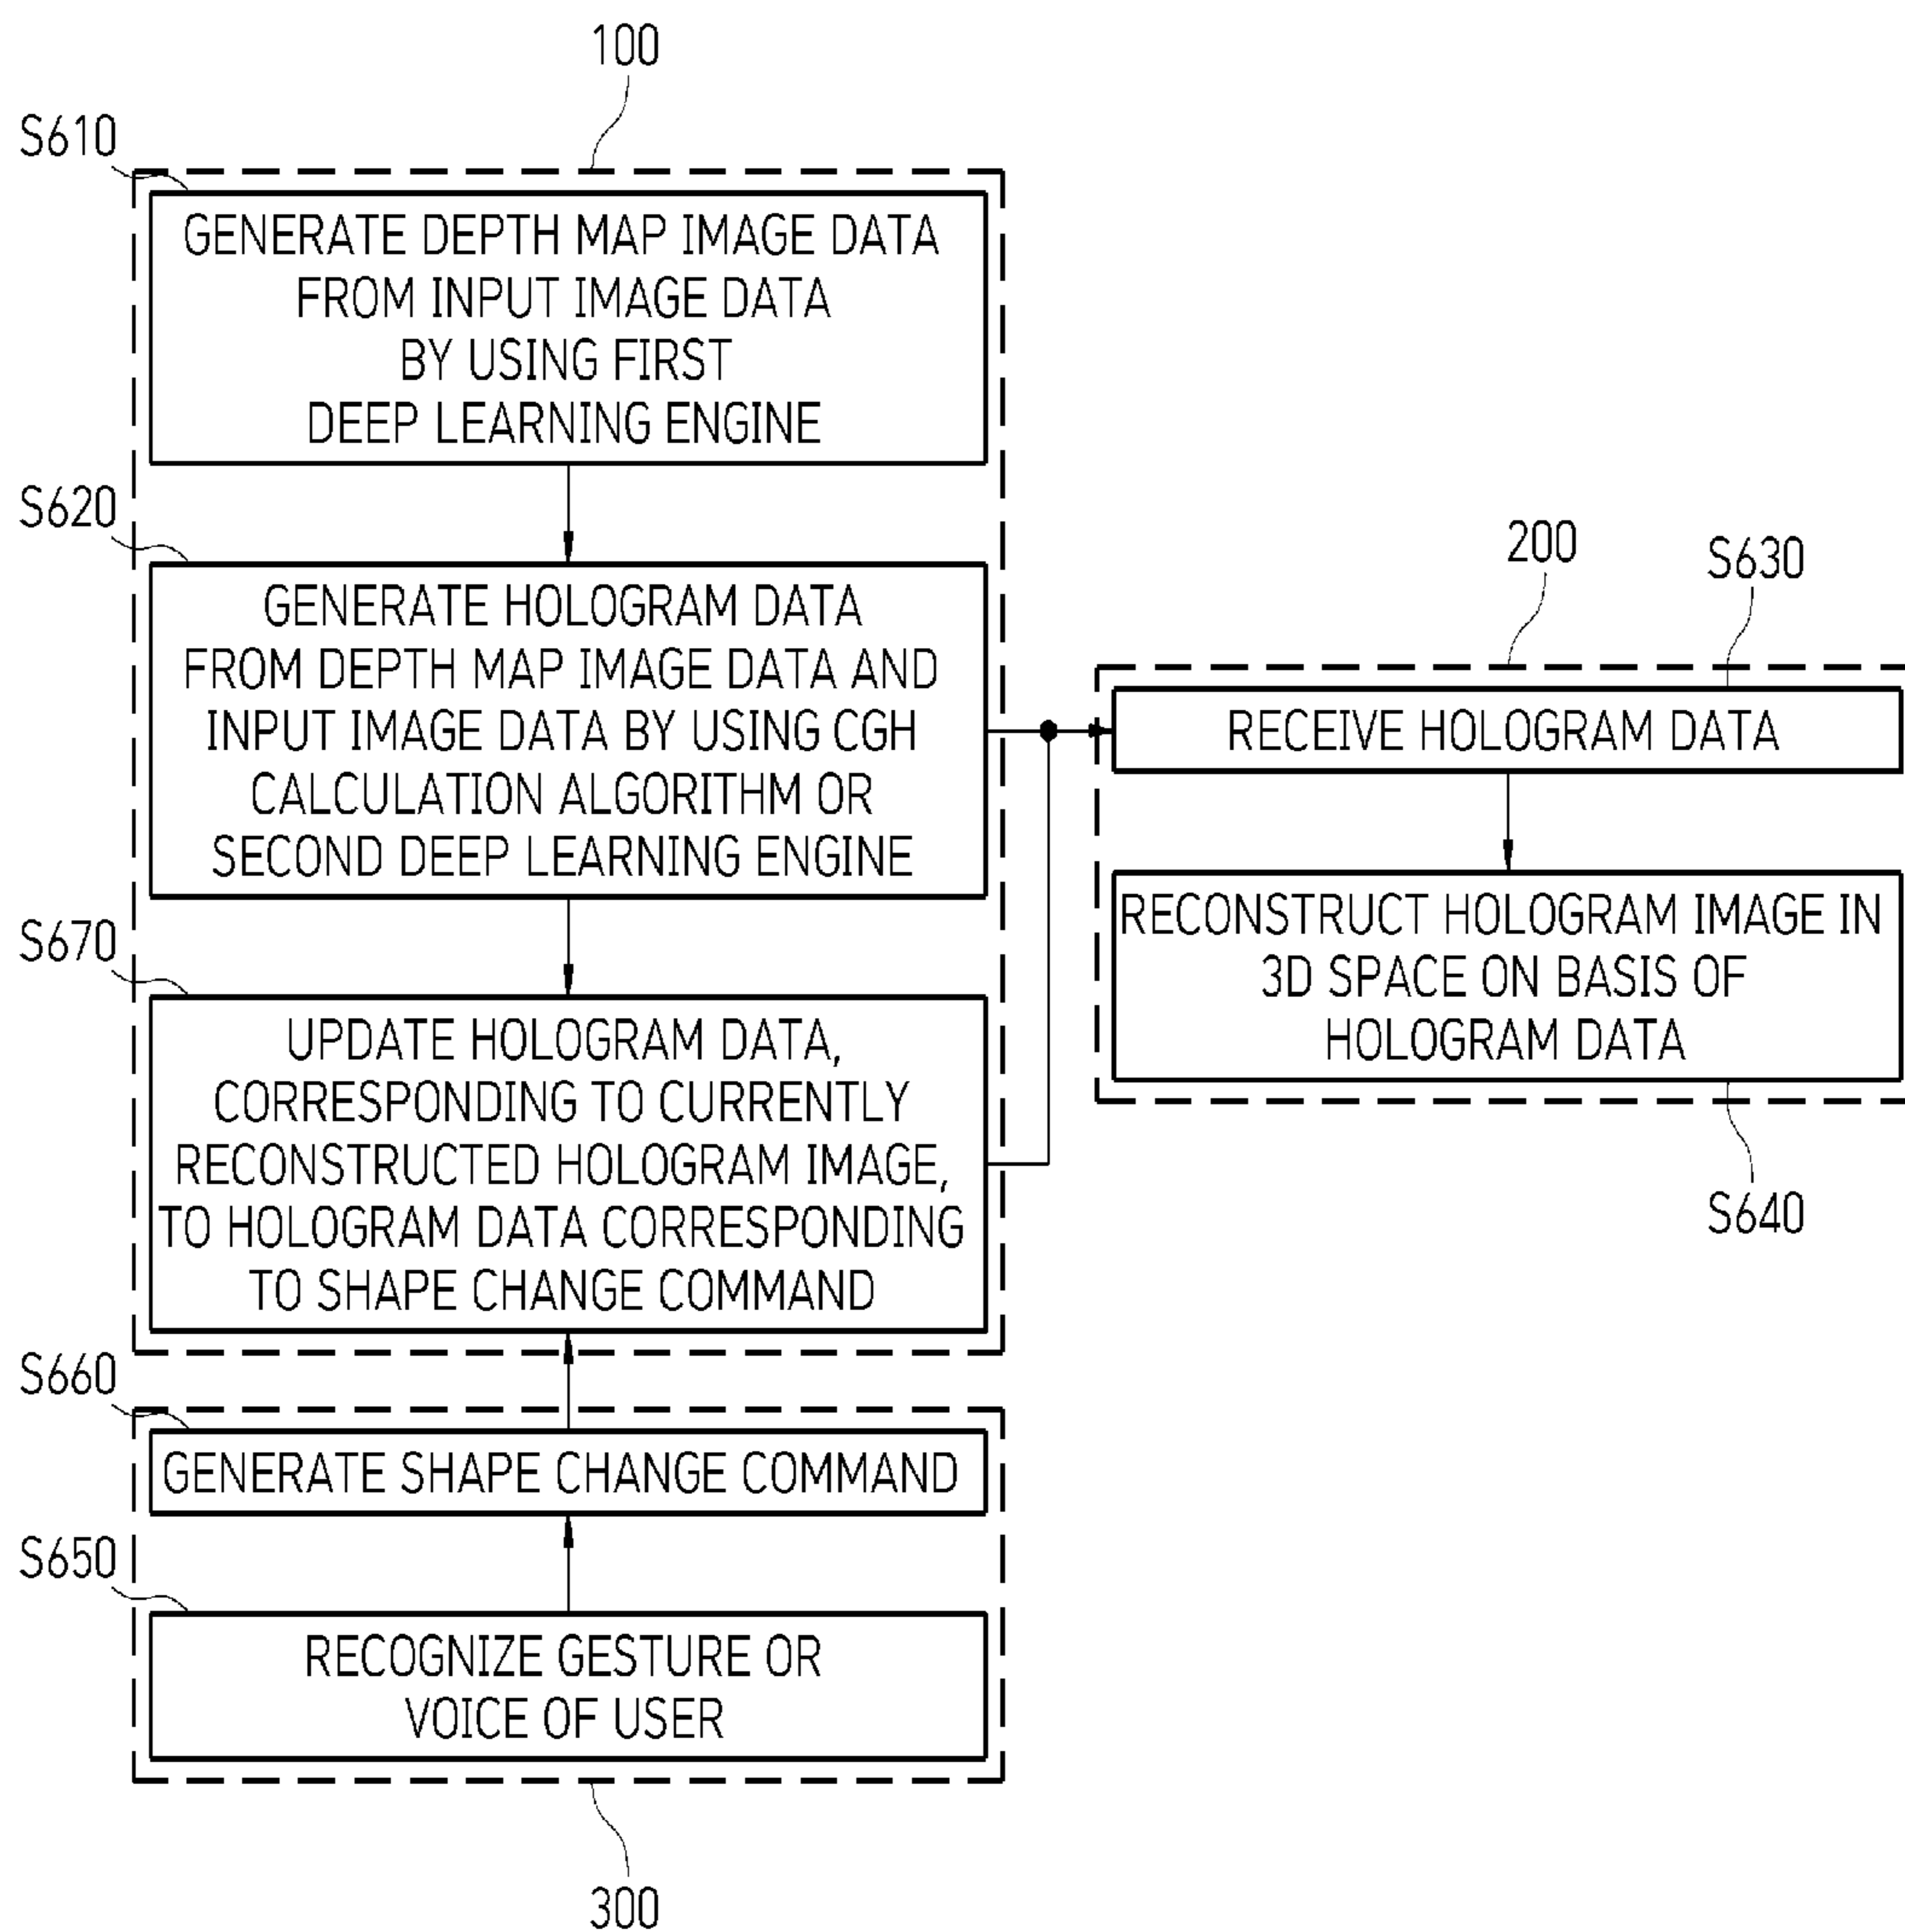 100
S610
GENERATE DEPTH MAP IMAGE DATA
FROM INPUT IMAGE DATA
BY USING FIRST
DEEP LEARNING ENGINE
S620
GENERATE HOLOGRAM DATA
FROM DEPTH MAP IMAGE DATA AND
INPUT IMAGE DATA BY USING CGH
CALCULATION ALGORITHM OR
SECOND DEEP LEARNING ENGINE
S670
UPDATE HOLOGRAM DATA,
CORRESPONDING TO CURRENTLY
RECONSTRUCTED HOLOGRAM IMAGE,
TO HOLOGRAM DATA CORRESPONDING
TO SHAPE CHANGE COMMAND
S660
GENERATE SHAPE CHANGE COMMAND
S650
RECOGNIZE GESTURE OR
VOICE OF USER
300
200
S630
RECEIVE HOLOGRAM DATA
RECONSTRUCT HOLOGRAM IMAGE IN
3D SPACE ON BASIS OF
HOLOGRAM DATA
S640